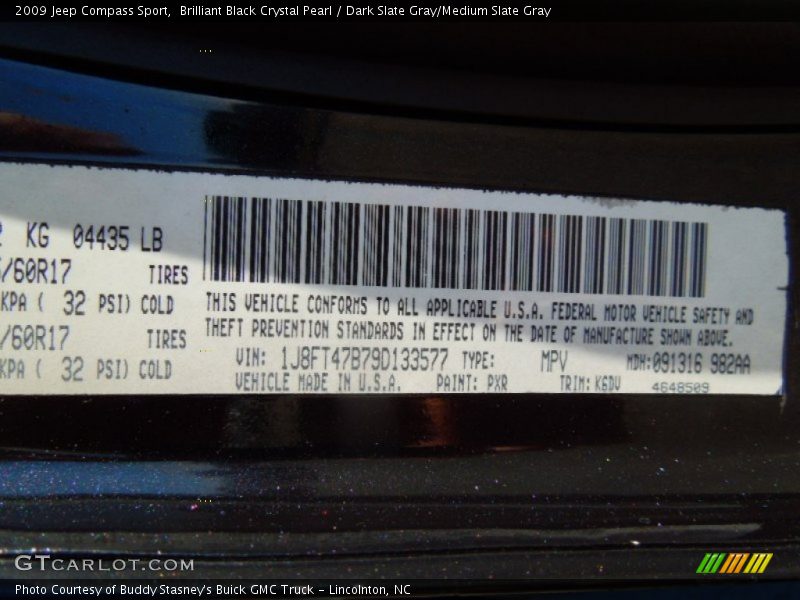 2009 Jeep Compass Sport,  Brilliant Black Crystal Pearl / Dark Slate Gray/Medium Slate Gray
KG 04435 LB
/60R17 TIRES
KPA ( 32 PSI) COLD
/60R17 TIRES
KPA ( 32 PSI) COLD
THIS VEHICLE CONFORMS TO ALL APPLICABLE U.S.A. FEDERAL MOTOR VEHICLE SAFETY AND
THEFT PREVENTION STANDARDS IN EFFECT ON THE DATE OF MANUFACTURE SHOWN ABOVE.
VIN: 1J8FT47B79D133577 TYPE: MPV MDH:091316 982AA
VEHICLE MADE IN U.S.A. PAINT: PXR TRIM: K6DV 4648509
GTCARLOT.COM
Photo Courtesy of Buddy Stasney's Buick GMC Truck - Lincolnton, NC